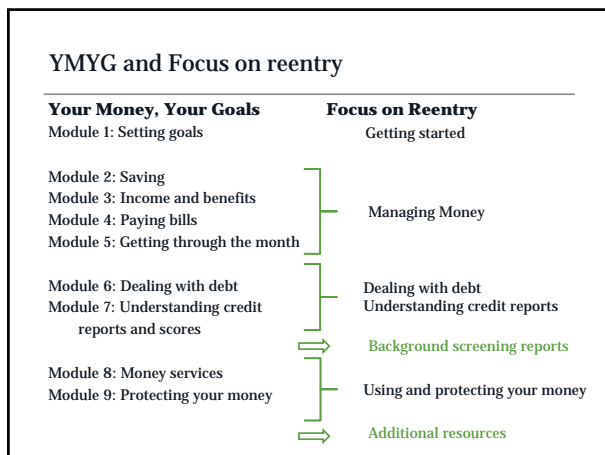 YMYG and Focus on reentry
Your Money, Your Goals
Focus on Reentry
Module 1: Setting goals
Getting started
Module 2: Saving
Module 3: Income and benefits
Module 4: Paying bills
Module 5: Getting through the month
Managing Money
Module 6: Dealing with debt
Module 7: Understanding credit
reports and scores
Dealing with debt
Understanding credit reports
Background screening reports
Module 8: Money services
Module 9: Protecting your money
Using and protecting your money
Additional resources